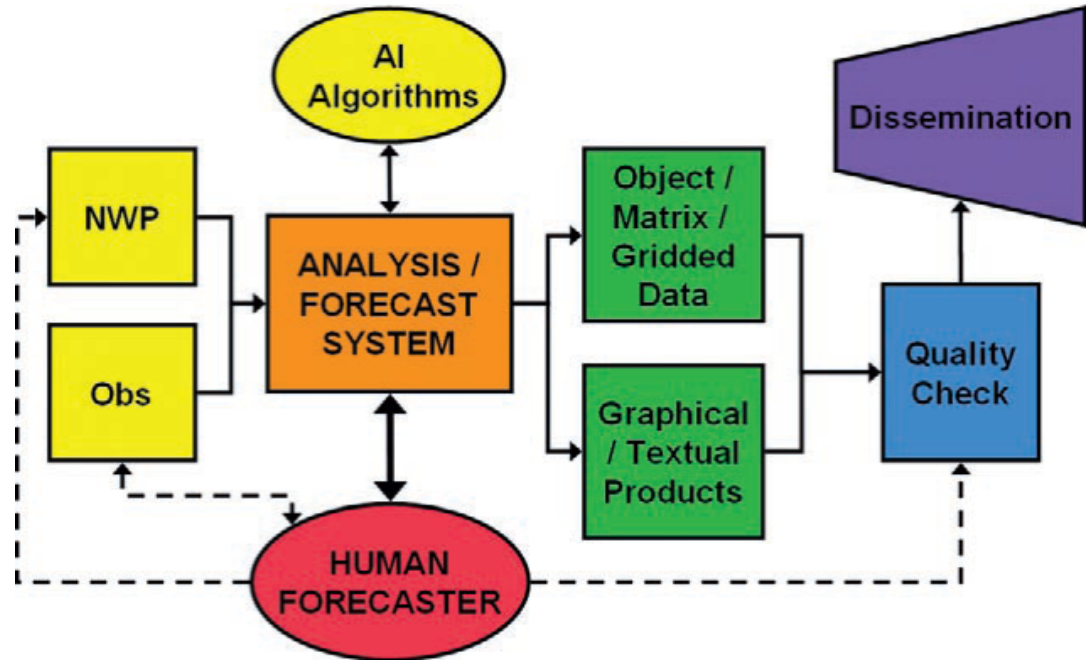 AI
Algorithms
Dissemination
NWP
Obs
ANALYSIS /
FORECAST
SYSTEM
Object /
Matrix /
Gridded
Data
Graphical
/ Textual
Products
Quality
Check
HUMAN
FORECASTER